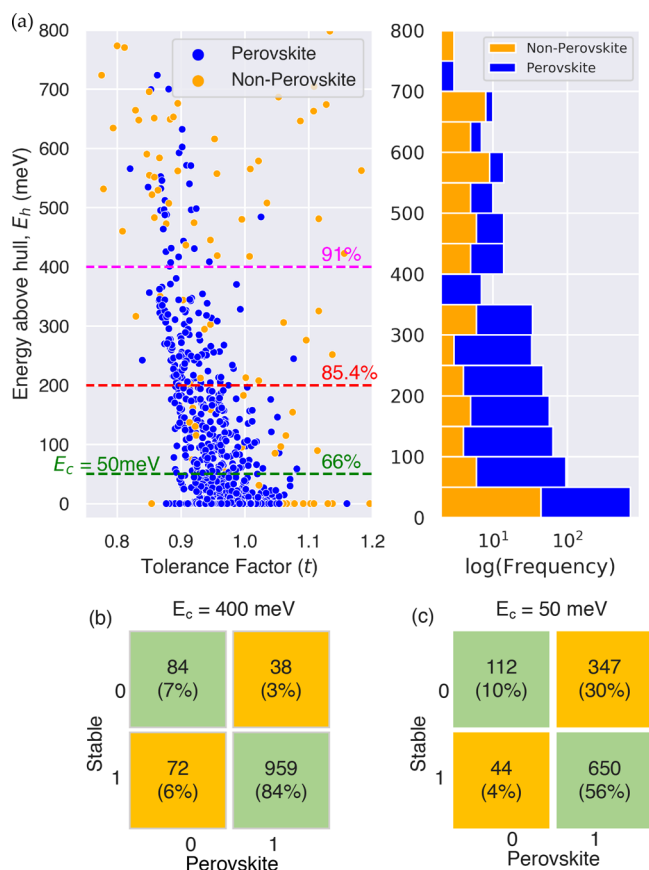 (a)
800
700
600
500
400
300
200
100
0
Energy above hull, E_h (meV)
Perovskite
Non-Perovskite
91%
85.4%
E_c = 50meV
66%
0.8 0.9 1.0 1.1 1.2
Tolerance Factor (t)
800
700
600
500
400
300
200
100
0
Non-Perovskite
Perovskite
10^1 10^2
log(Frequency)
(b)
E_c = 400 meV
84
(7%)
38
(3%)
72
(6%)
959
(84%)
0
1
Stable
0 1
Perovskite
(c)
E_c = 50 meV
112
(10%)
347
(30%)
44
(4%)
650
(56%)
0
1
Stable
0 1
Perovskite